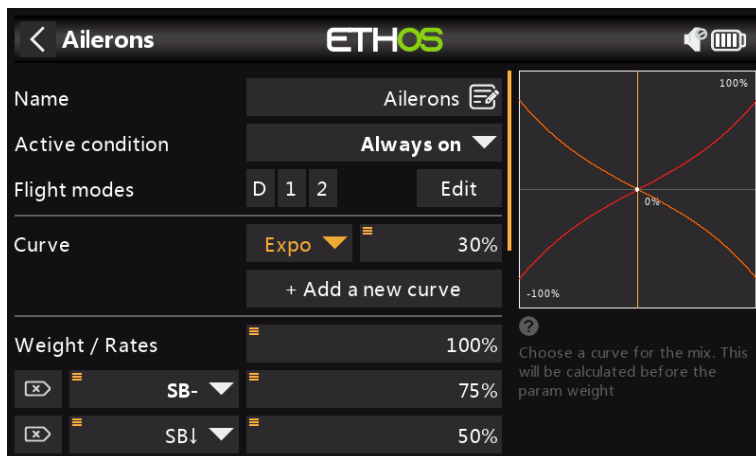 Ailerons
ETHOS
Name
Ailerons
Active condition
Always on
Flight modes
D 1 2
Edit
Curve
Expo
30%
+ Add a new curve
Weight / Rates
100%
SB-
75%
SB↓
50%
100%
0%
-100%
?
Choose a curve for the mix. This
will be calculated before the
param weight